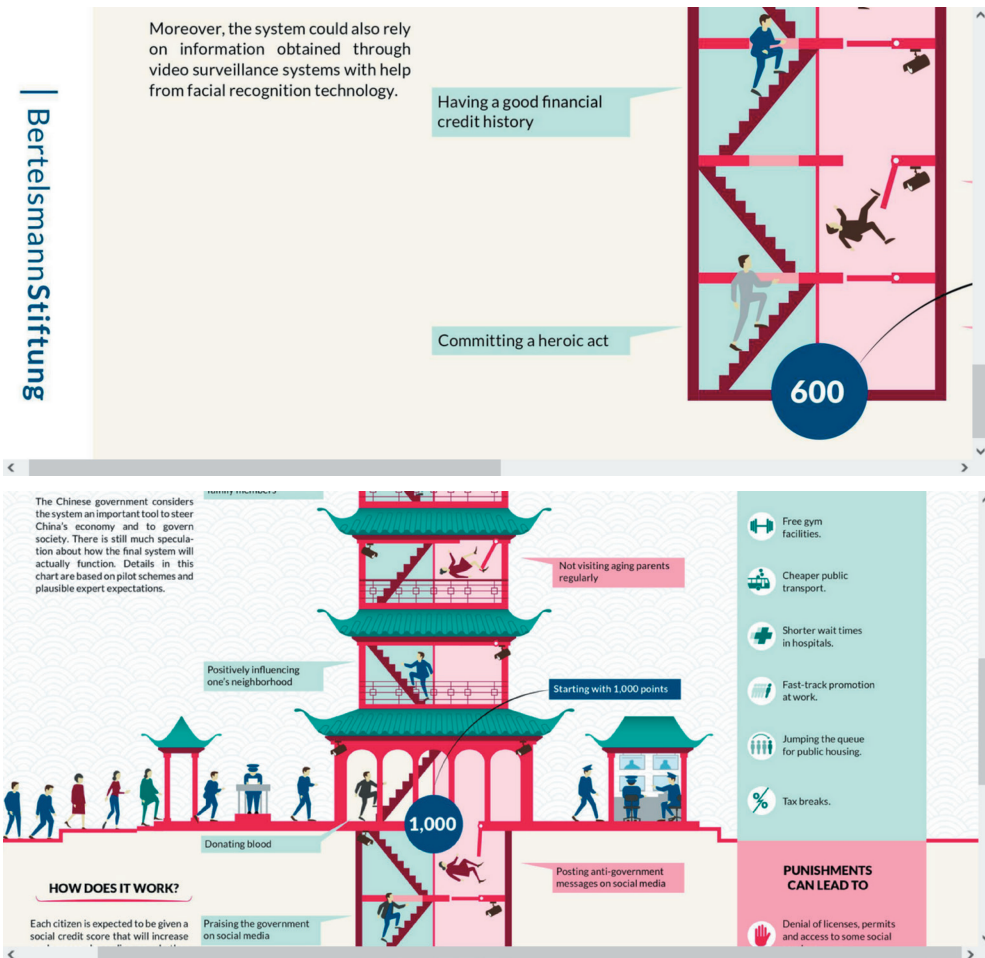 Moreover, the system could also rely
on information obtained through
video surveillance systems with help
from facial recognition technology.
Having a good financial
credit history
Committing a heroic act
600
BertelsmannStiftung
The Chinese government considers
the system an important tool to steer
China's economy and to govern
society. There is still much specula-
tion about how the final system will
actually function. Details in this
chart are based on pilot schemes and
plausible expert expectations.
family members
Not visiting aging parents
regularly
Positively influencing
one's neighborhood
Starting with 1,000 points
1,000
Donating blood
Posting anti-government
messages on social media
HOW DOES IT WORK?
Each citizen is expected to be given a
social credit score that will increase
Praising the government
on social media
Free gym
facilities.
Cheaper public
transport.
Shorter wait times
in hospitals.
Fast-track promotion
at work.
Jumping the queue
for public housing.
%
Tax breaks.
PUNISHMENTS
CAN LEAD TO
Denial of licenses, permits
and access to some social